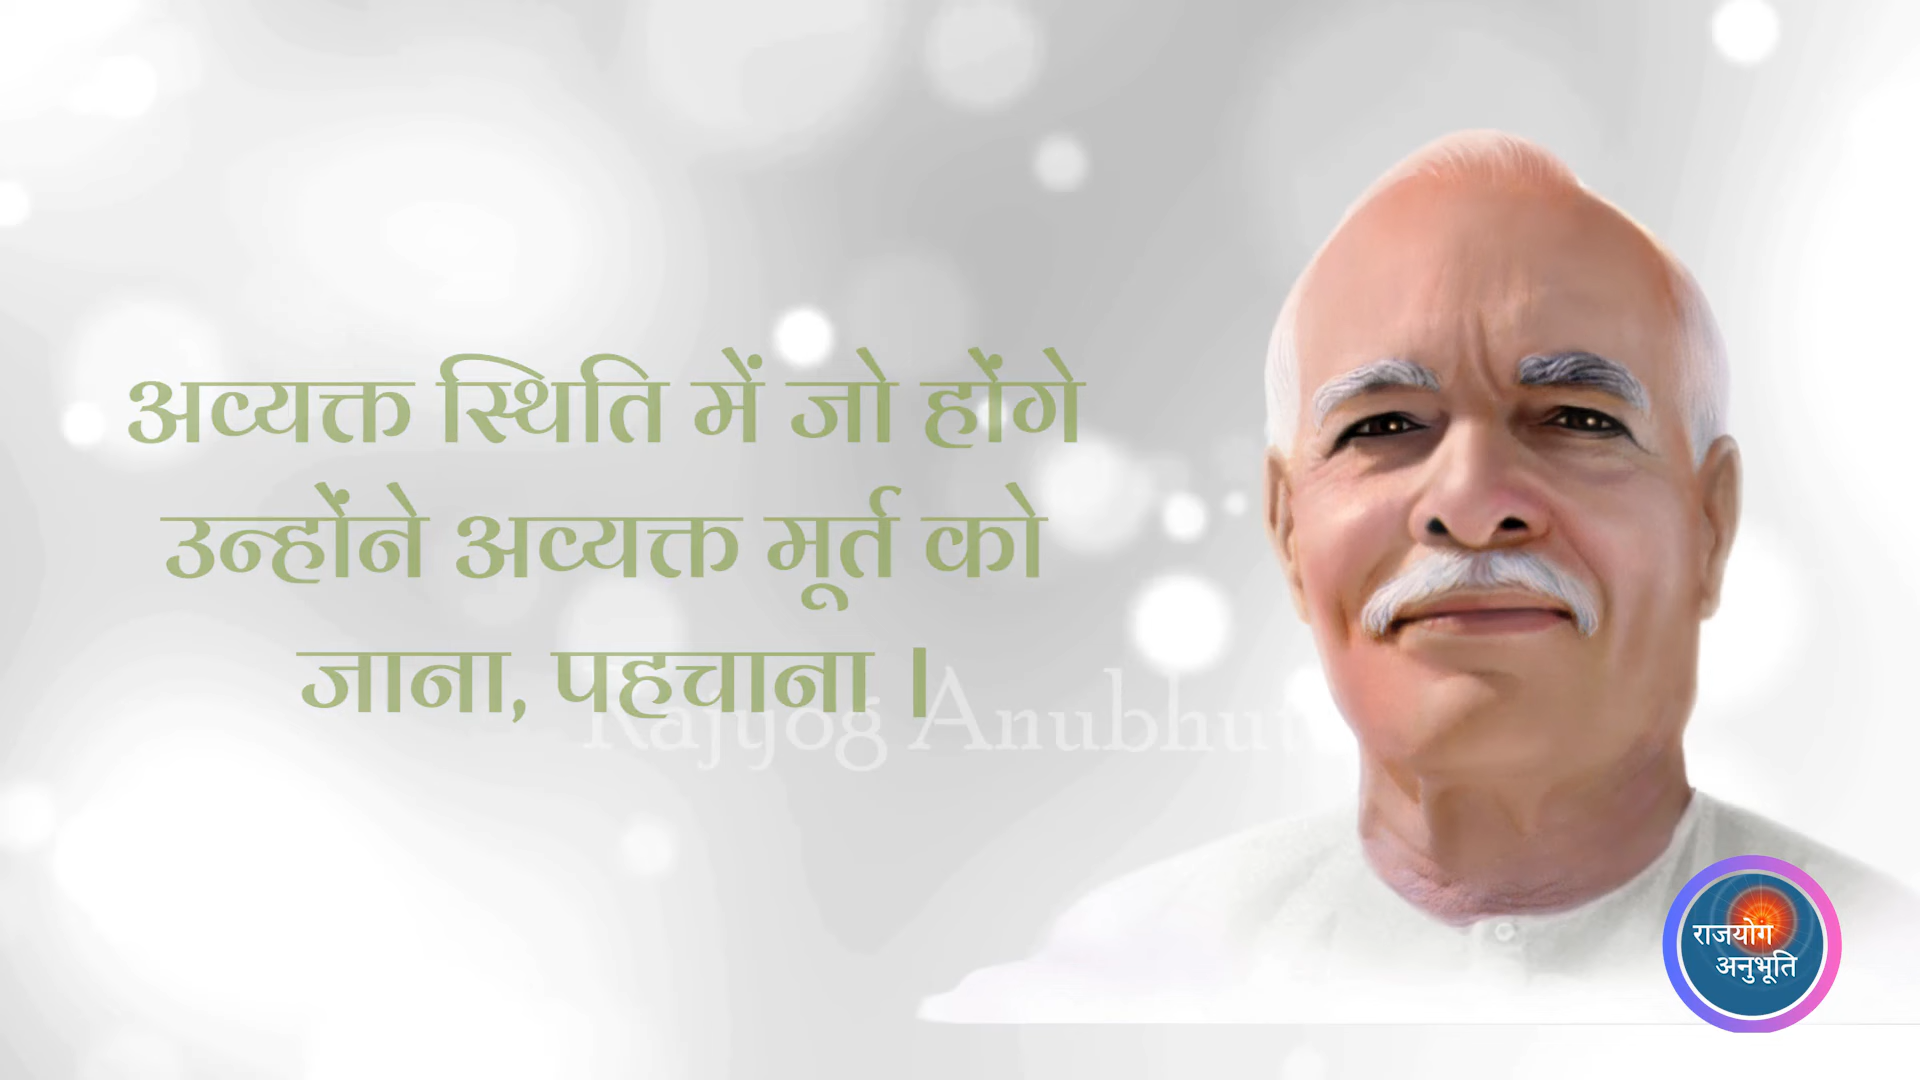 अव्यक्त स्थिति में जो होंगे
उन्होंने अव्यक्त मूर्त को
जाना, पहचाना ।
Rajyog Anubhuti
राजयोग
अनुभूति